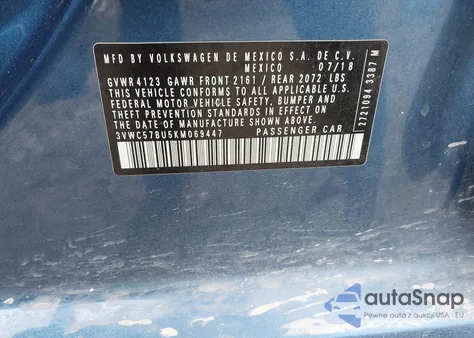 MFD. BY VOLKSWAGEN DE MEXICO S.A. DE C.V.
MEXICO 07/18
GVWR 4123 GAWR FRONT 2161 / REAR 2072 LBS
THIS VEHICLE CONFORMS TO ALL APPLICABLE U.S.
FEDERAL MOTOR VEHICLE SAFETY, BUMPER AND
THEFT PREVENTION STANDARDS IN EFFECT ON THE
DATE OF MANUFACTURE SHOWN ABOVE.
3VWC57BU5KM069447 PASSENGER CAR
2721094 3387 M
autoSnap
Pewne auta z aukcji USA i EU